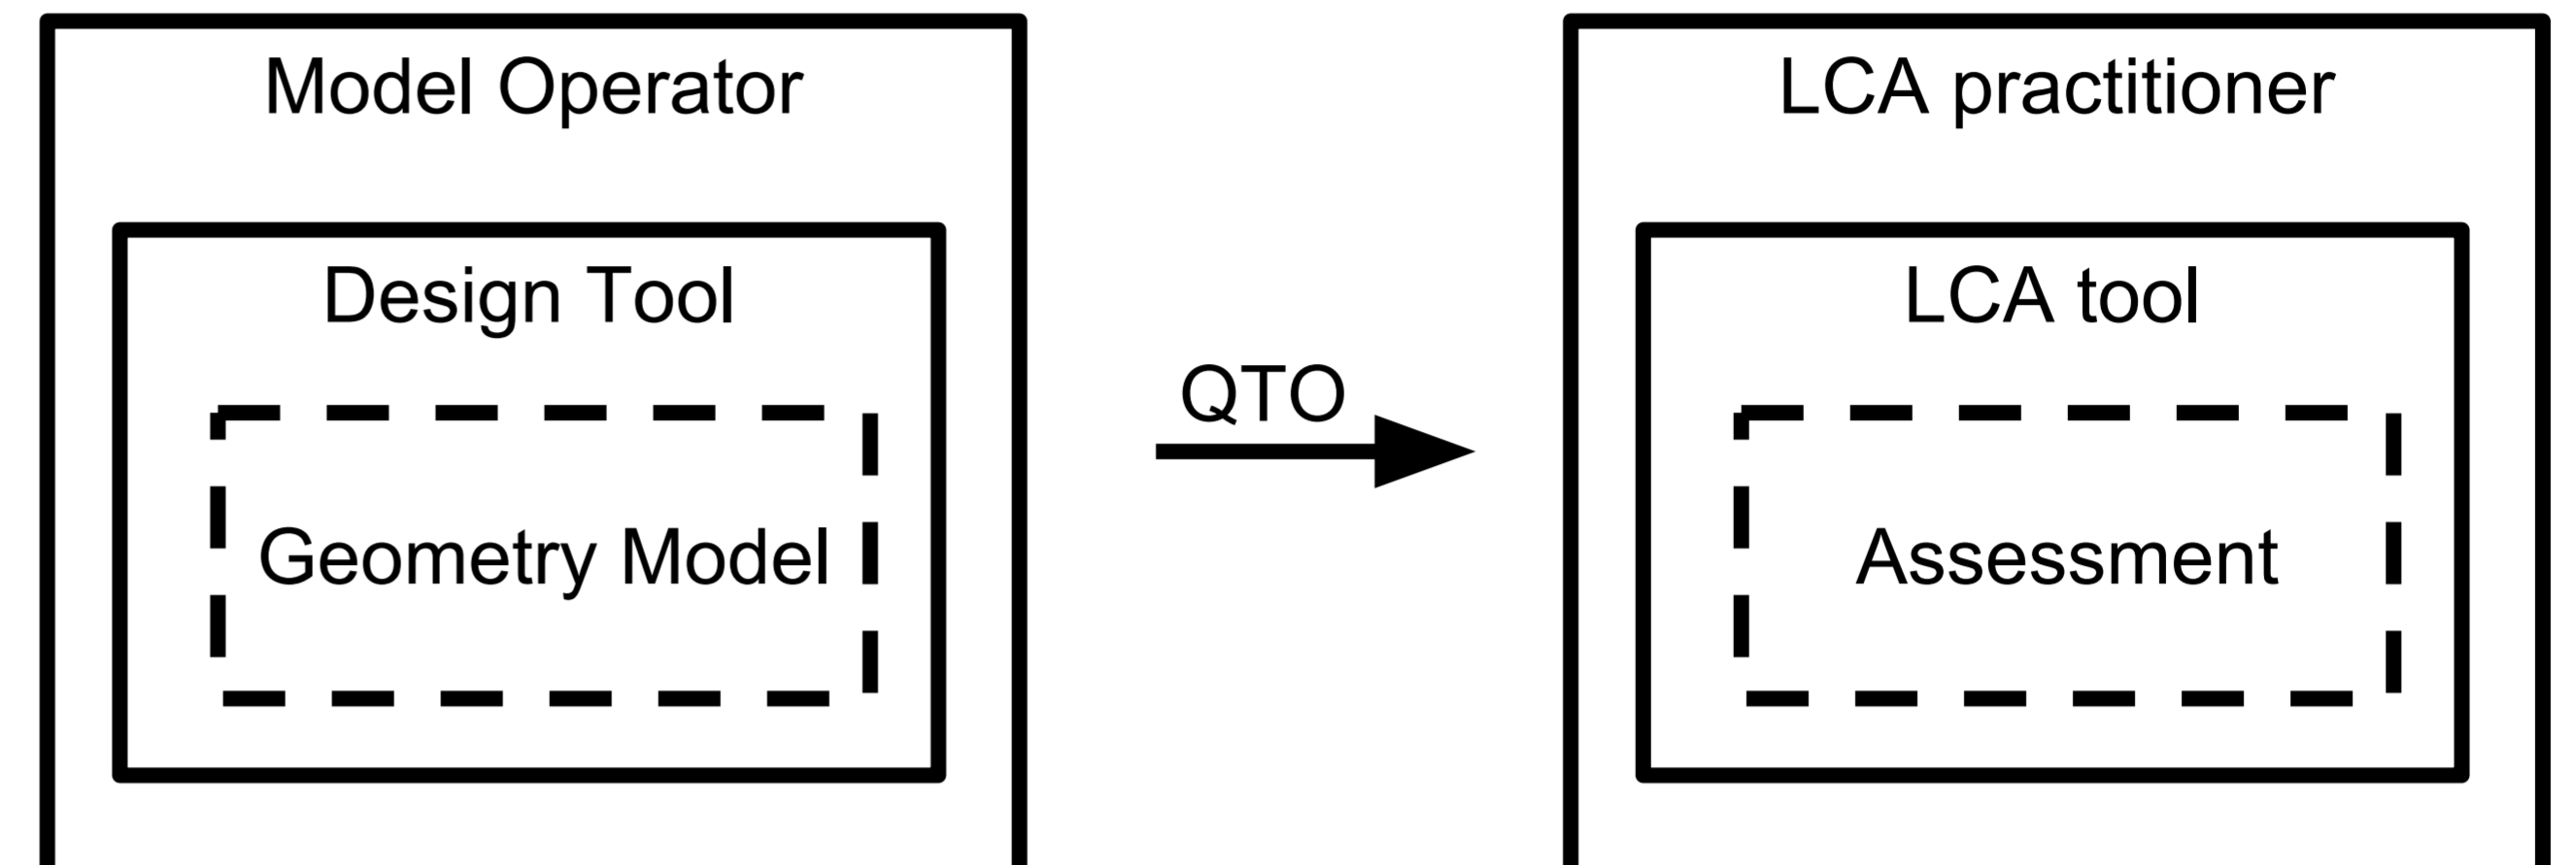 Model Operator
Design Tool
Geometry Model
QTO
LCA practitioner
LCA tool
Assessment